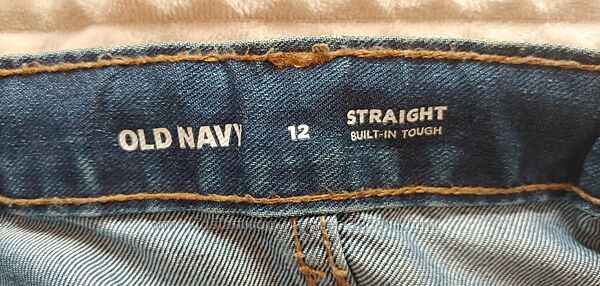 OLD NAVY
12
STRAIGHT
BUILT-IN TOUGH